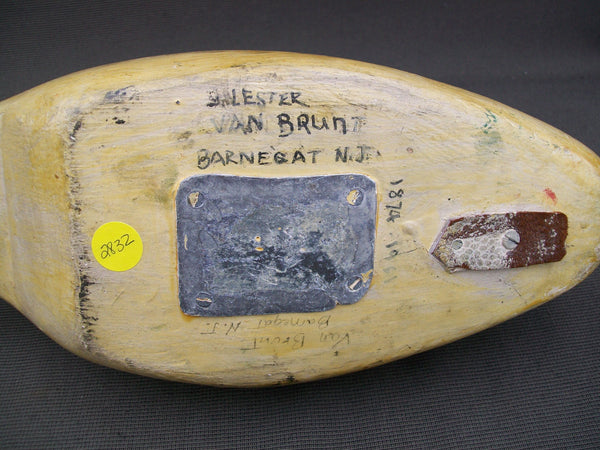 LESTER
VAN BRUNT
BARNEGAT N.J.
1874
2832
Van Brunt
Barnegat N.J.